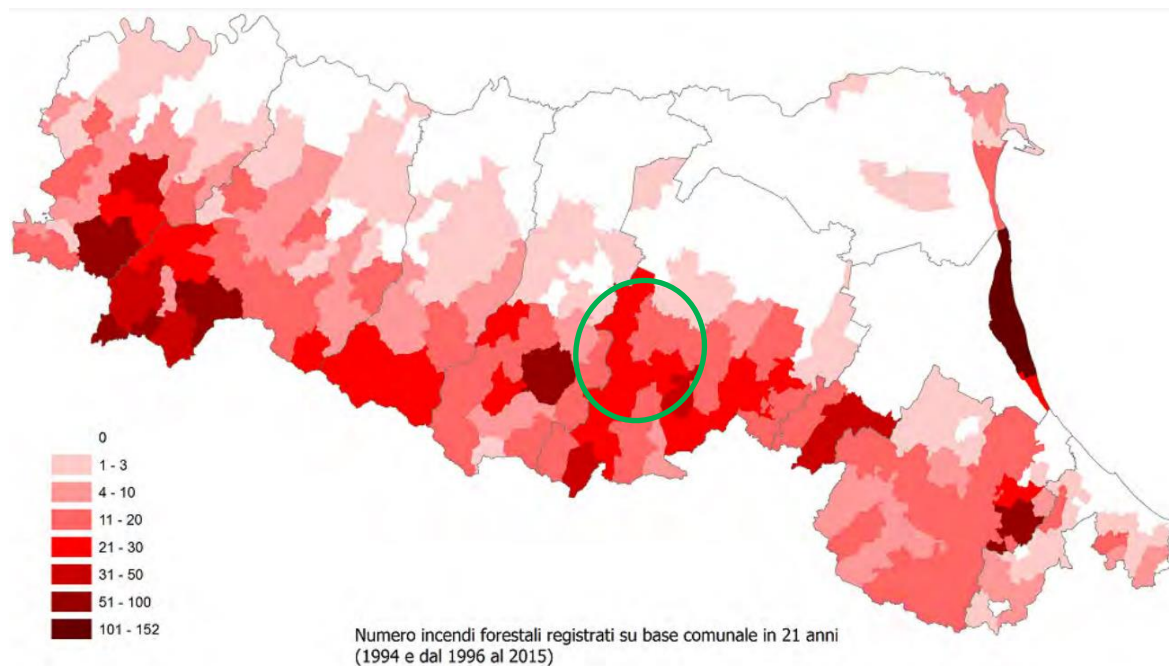 0
1 - 3
4 - 10
11 - 20
21 - 30
31 - 50
51 - 100
101 - 152
Numero incendi forestali registrati su base comunale in 21 anni
(1994 e dal 1996 al 2015)